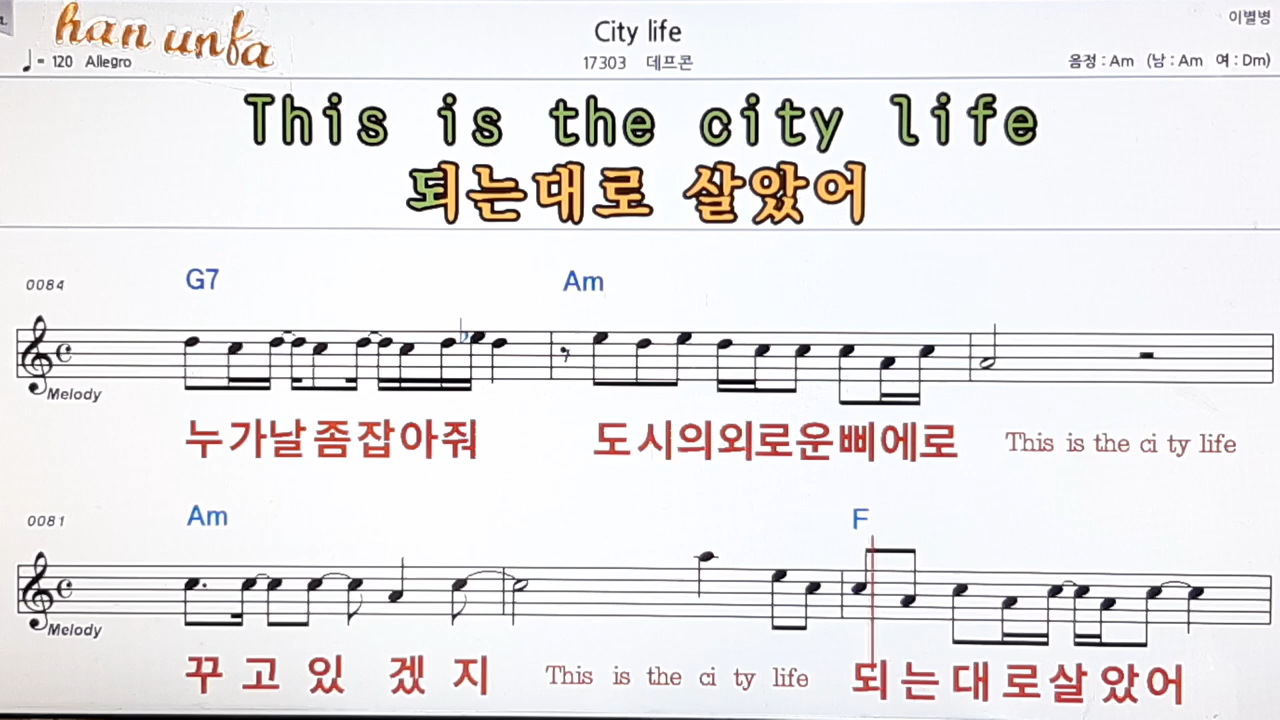 han unfa
City life
이별병
♩ = 120 Allegro
17303 데프콘
음정 : Am (남 : Am 여 : Dm)
This is the city life
되는대로 살았어
0084
G7 Am
Melody
누가날좀잡아줘 도시의외로운삐에로 This is the ci ty life
0081
Am F
Melody
꾸고있겠지 This is the ci ty life 되는대로살았어